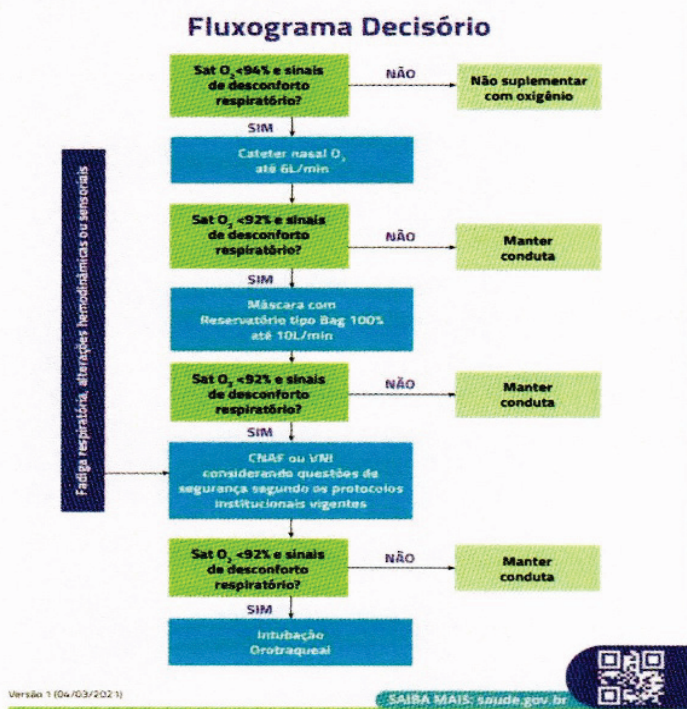 Fluxograma Decisório
Sat O₂ <94% e sinais
de desconforto
respiratório?
NÃO
Não suplementar
com oxigênio
SIM
Cateter nasal O₂
até 6L/min
Fadiga respiratória, alterações hemodinâmicas ou sensoriais
Sat O₂ <92% e sinais
de desconforto
respiratório?
NÃO
Manter
conduta
SIM
Máscara com
Reservatório tipo Bag 100%
até 10L/min
Sat O₂ <92% e sinais
de desconforto
respiratório?
NÃO
Manter
conduta
SIM
CNAF ou VNI
considerando questões de
segurança segundo os protocolos
institucionais vigentes
Sat O₂ <92% e sinais
de desconforto
respiratório?
NÃO
Manter
conduta
SIM
Intubação
Orotraqueal
Versão 1 (04/03/2021)
SAIBA MAIS: saude.gov.br